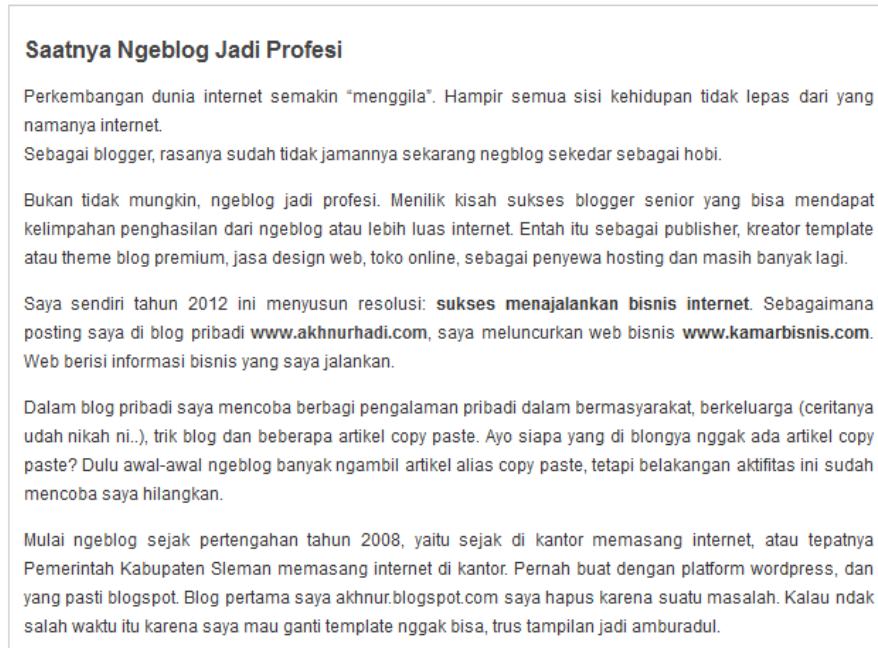 Saatnya Ngeblog Jadi Profesi
Perkembangan dunia internet semakin “menggila”. Hampir semua sisi kehidupan tidak lepas dari yang
namanya internet.
Sebagai blogger, rasanya sudah tidak jamannya sekarang negblog sekedar sebagai hobi.
Bukan tidak mungkin, ngeblog jadi profesi. Menilik kisah sukses blogger senior yang bisa mendapat
kelimpahan penghasilan dari ngeblog atau lebih luas internet. Entah itu sebagai publisher, kreator template
atau theme blog premium, jasa design web, toko online, sebagai penyewa hosting dan masih banyak lagi.
Saya sendiri tahun 2012 ini menyusun resolusi: sukses menajalankan bisnis internet. Sebagaimana
posting saya di blog pribadi www.akhnurhadi.com, saya meluncurkan web bisnis www.kamarbisnis.com.
Web berisi informasi bisnis yang saya jalankan.
Dalam blog pribadi saya mencoba berbagi pengalaman pribadi dalam bermasyarakat, berkeluarga (ceritanya
udah nikah ni..), trik blog dan beberapa artikel copy paste. Ayo siapa yang di blongya nggak ada artikel copy
paste? Dulu awal-awal ngeblog banyak ngambil artikel alias copy paste, tetapi belakangan aktifitas ini sudah
mencoba saya hilangkan.
Mulai ngeblog sejak pertengahan tahun 2008, yaitu sejak di kantor memasang internet, atau tepatnya
Pemerintah Kabupaten Sleman memasang internet di kantor. Pernah buat dengan platform wordpress, dan
yang pasti blogspot. Blog pertama saya akhnur.blogspot.com saya hapus karena suatu masalah. Kalau ndak
salah waktu itu karena saya mau ganti template nggak bisa, trus tampilan jadi amburadul.